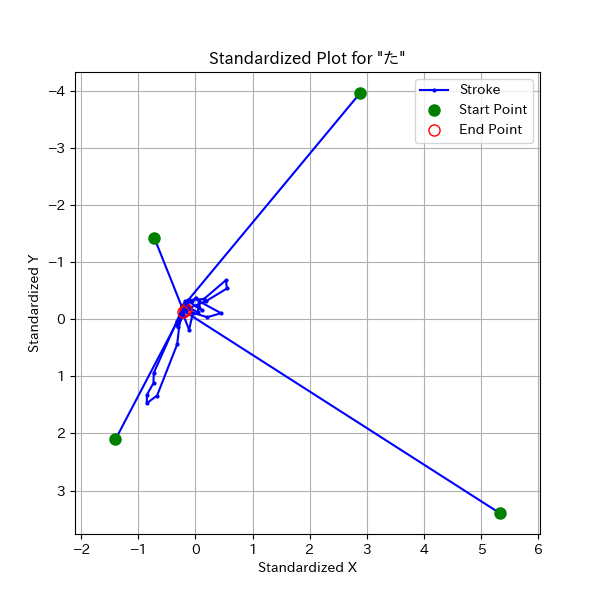 Standardized Plot for "た"
Stroke
Start Point
End Point
Standardized Y
−4
−3
−2
−1
0
1
2
3
−2 −1 0 1 2 3 4 5 6
Standardized X